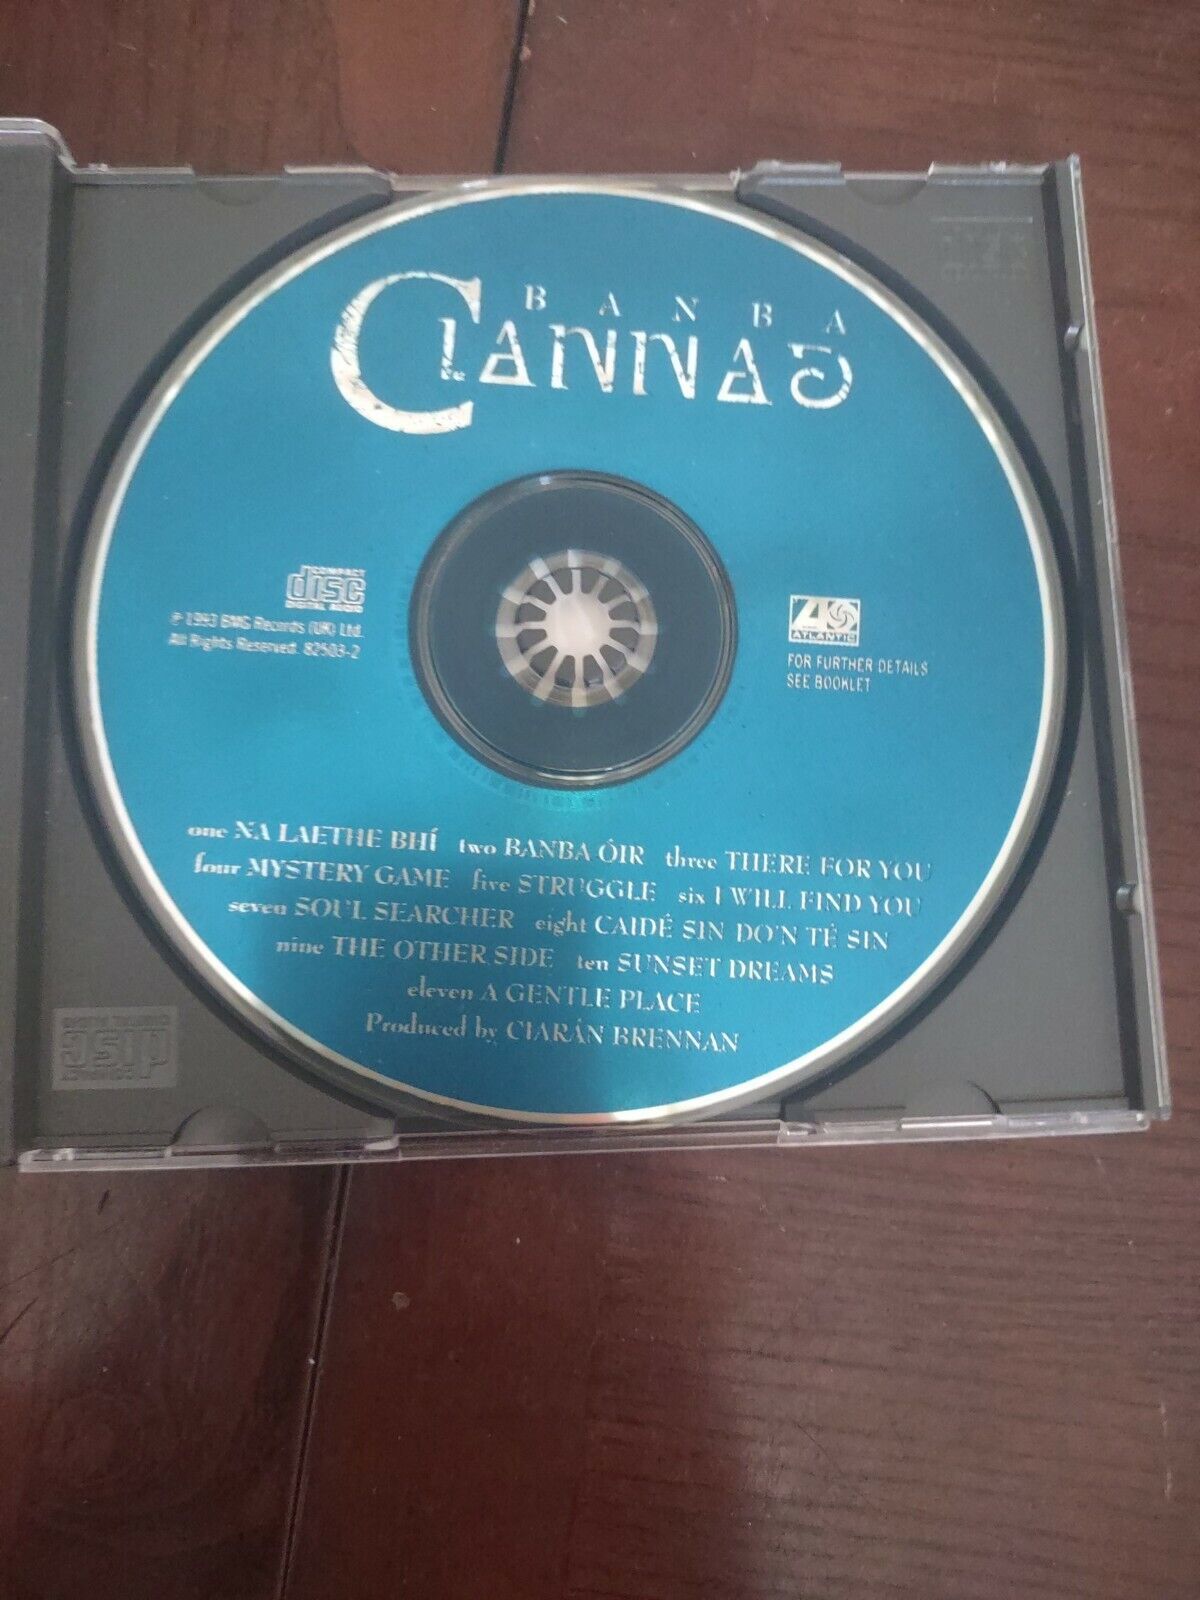 BANBA
CLANNAD
COMPACT
disc
DIGITAL AUDIO
℗ 1993 BMG Records (UK) Ltd.
All Rights Reserved. 82503-2
ATLANTIC
FOR FURTHER DETAILS
SEE BOOKLET
one NA LAETHE BHÍ two BANBA ÓIR three THERE FOR YOU
four MYSTERY GAME five STRUGGLE six I WILL FIND YOU
seven SOUL SEARCHER eight CAIDÉ SIN DO'N TÉ SIN
nine THE OTHER SIDE ten SUNSET DREAMS
eleven A GENTLE PLACE
Produced by CIARÁN BRENNAN
disc